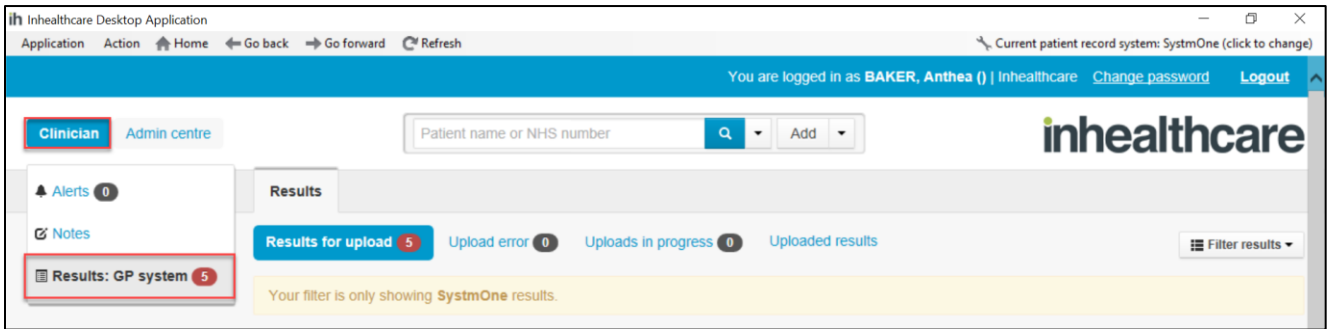 ih Inhealthcare Desktop Application
Application Action Home Go back Go forward Refresh Current patient record system: SystmOne (click to change)
You are logged in as BAKER, Anthea () | Inhealthcare Change password Logout
Clinician Admin centre Patient name or NHS number Add inhealthcare
Alerts 0 Results
Notes Results for upload 5 Upload error 0 Uploads in progress 0 Uploaded results Filter results
Results: GP system 5
Your filter is only showing SystmOne results.